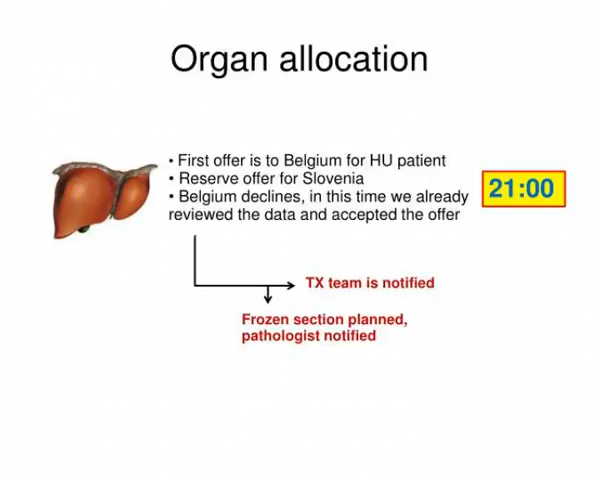 Organ allocation
• First offer is to Belgium for HU patient
• Reserve offer for Slovenia
• Belgium declines, in this time we already
reviewed the data and accepted the offer
21:00
TX team is notified
Frozen section planned,
pathologist notified